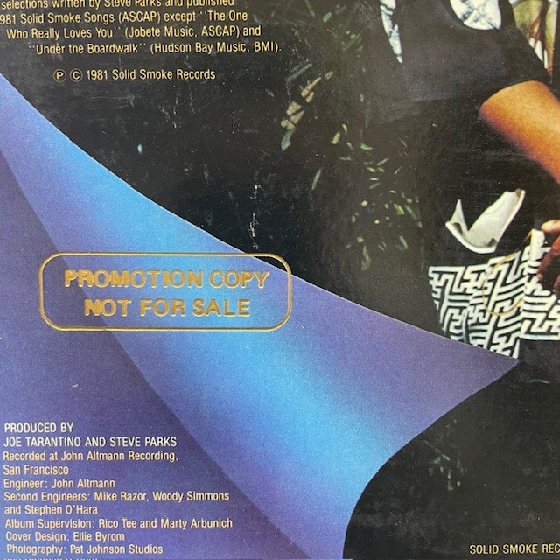 selections written by Steve Parks and published
1981 Solid Smoke Songs (ASCAP) except "The One
Who Really Loves You" (Jobete Music, ASCAP) and
"Under the Boardwalk" (Hudson Bay Music, BMI).
Ⓟ Ⓒ 1981 Solid Smoke Records
PROMOTION COPY
NOT FOR SALE
PRODUCED BY
JOE TARANTINO AND STEVE PARKS
Recorded at John Altmann Recording,
San Francisco
Engineer: John Altmann
Second Engineers: Mike Razor, Woody Simmons
and Stephen O'Hara
Album Supervision: Rico Tee and Marty Arbunich
Cover Design: Ellie Byrom
Photography: Pat Johnson Studios
SOLID SMOKE REC